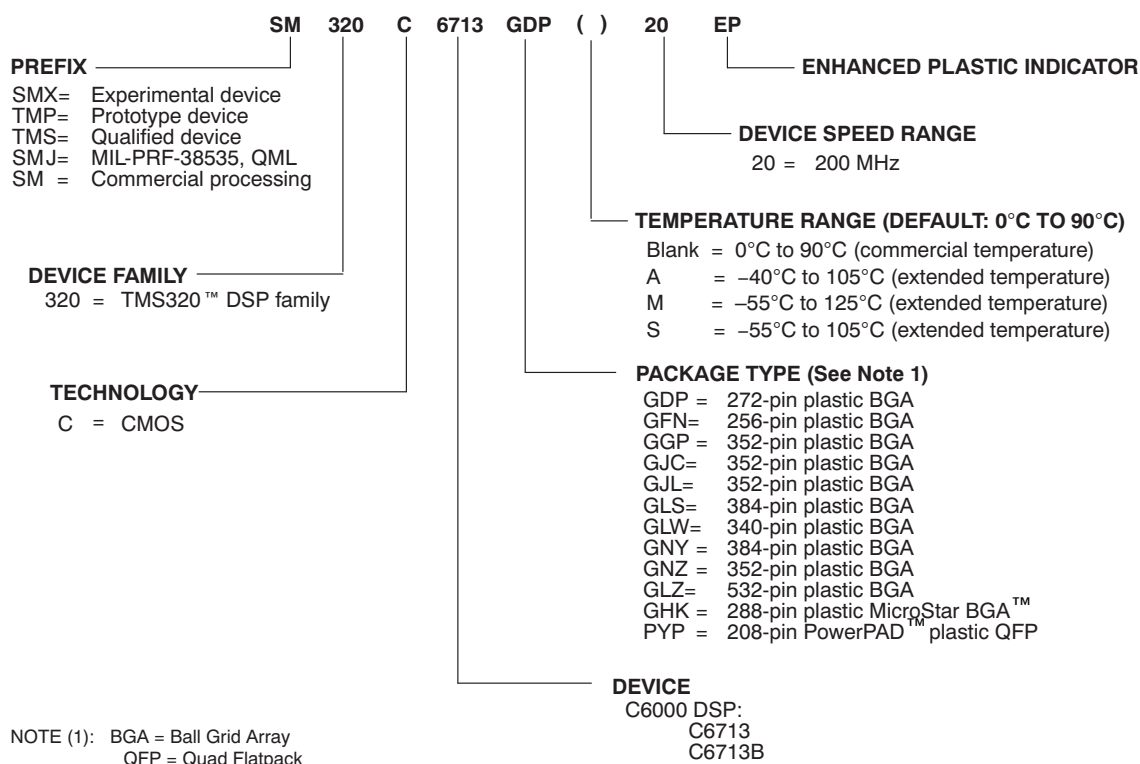 SM 320 C 6713 GDP ( ) 20 EP
PREFIX
SMX= Experimental device
TMP= Prototype device
TMS= Qualified device
SMJ= MIL-PRF-38535, QML
SM = Commercial processing
ENHANCED PLASTIC INDICATOR
DEVICE SPEED RANGE
20 = 200 MHz
TEMPERATURE RANGE (DEFAULT: 0°C TO 90°C)
Blank = 0°C to 90°C (commercial temperature)
A = −40°C to 105°C (extended temperature)
M = –55°C to 125°C (extended temperature)
S = −55°C to 105°C (extended temperature)
DEVICE FAMILY
320 = TMS320™ DSP family
TECHNOLOGY
C = CMOS
PACKAGE TYPE (See Note 1)
GDP = 272-pin plastic BGA
GFN= 256-pin plastic BGA
GGP = 352-pin plastic BGA
GJC= 352-pin plastic BGA
GJL= 352-pin plastic BGA
GLS= 384-pin plastic BGA
GLW= 340-pin plastic BGA
GNY = 384-pin plastic BGA
GNZ = 352-pin plastic BGA
GLZ= 532-pin plastic BGA
GHK = 288-pin plastic MicroStar BGA™
PYP = 208-pin PowerPAD™ plastic QFP
DEVICE
C6000 DSP:
C6713
C6713B
NOTE (1): BGA = Ball Grid Array
QFP = Quad Flatpack